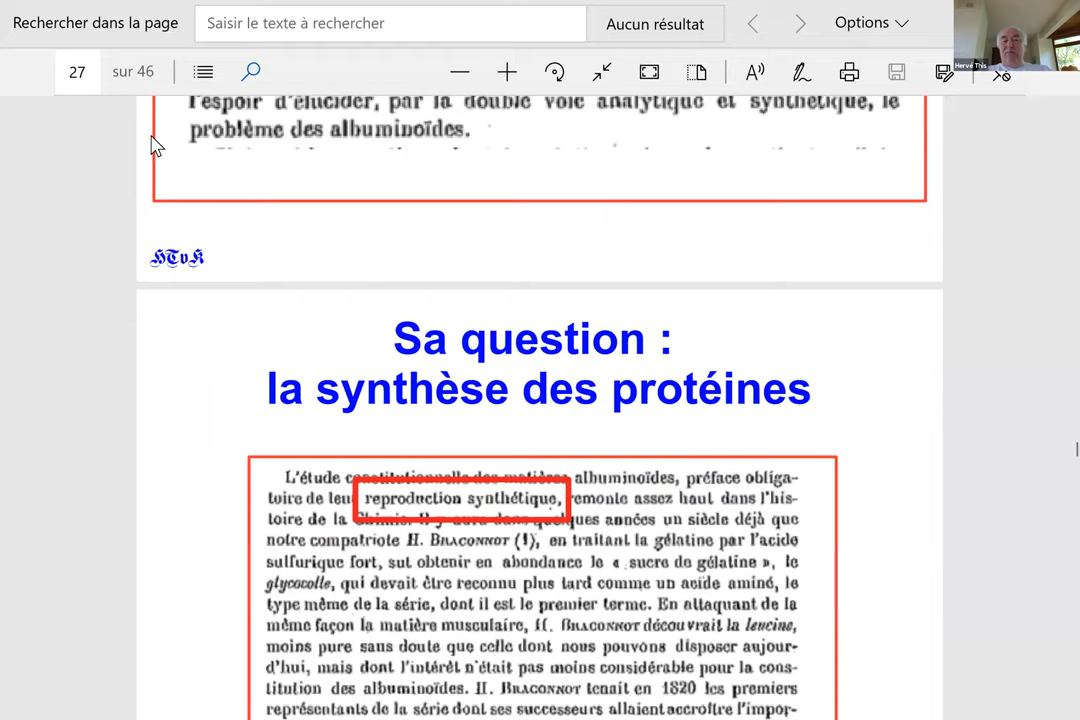 Rechercher dans la page
Saisir le texte à rechercher
Aucun résultat
Options
Hervé This
27
sur 46
l'espoir d'élucider, par la double voie analytique et synthétique, le
problème des albuminoïdes.
HTvK
Sa question :
la synthèse des protéines
L'étude constitutionnelle des matières albuminoïdes, préface obliga-
toire de leur reproduction synthétique, remonte assez haut dans l'his-
toire de la Chimie. Il y aura dans quelques années un siècle déjà que
notre compatriote H. BRACONNOT (1), en traitant la gélatine par l'acide
sulfurique fort, sut obtenir en abondance le « sucre de gélatine », le
glycocolle, qui devait être reconnu plus tard comme un acide aminé, le
type même de la série, dont il est le premier terme. En attaquant de la
même façon la matière musculaire, H. BRACONNOT découvrait la leucine,
moins pure sans doute que celle dont nous pouvons disposer aujour-
d'hui, mais dont l'intérêt n'était pas moins considérable pour la cons-
titution des albuminoïdes. H. BRACONNOT tenait en 1820 les premiers
représentants de la série dont ses successeurs allaient accroître l'impor-